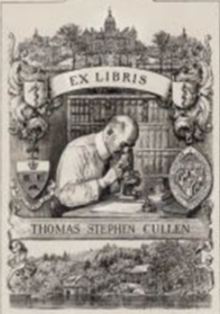 EX LIBRIS
THOMAS STEPHEN CULLEN